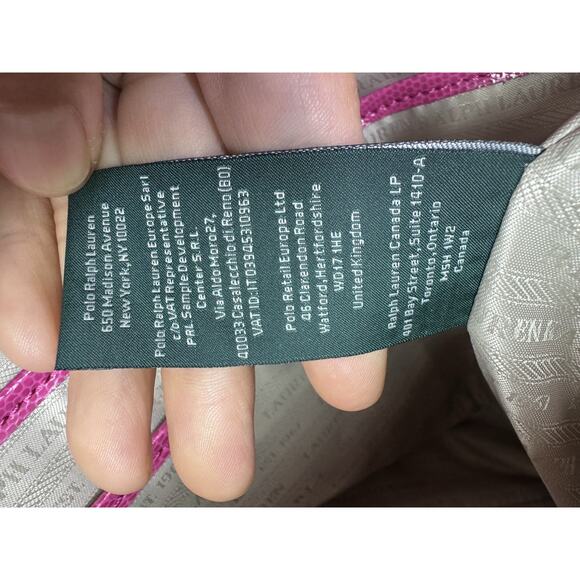 Polo Ralph Lauren
650 Madison Avenue
New York, NY 10022
Polo Ralph Lauren Europe Sarl
c/o VAT Representative
PRL Sample Development
Center S.R.L.
Via Aldo Moro 27,
40033 Casalecchio di Reno (BO)
VAT ID: IT03945310963
Polo Retail Europe Ltd
46 Clarendon Road
Watford, Hertfordshire
WD17 1HE
United Kingdom
Ralph Lauren Canada LP
401 Bay Street, Suite 1410-A
Toronto, Ontario
M5H 1W2
Canada